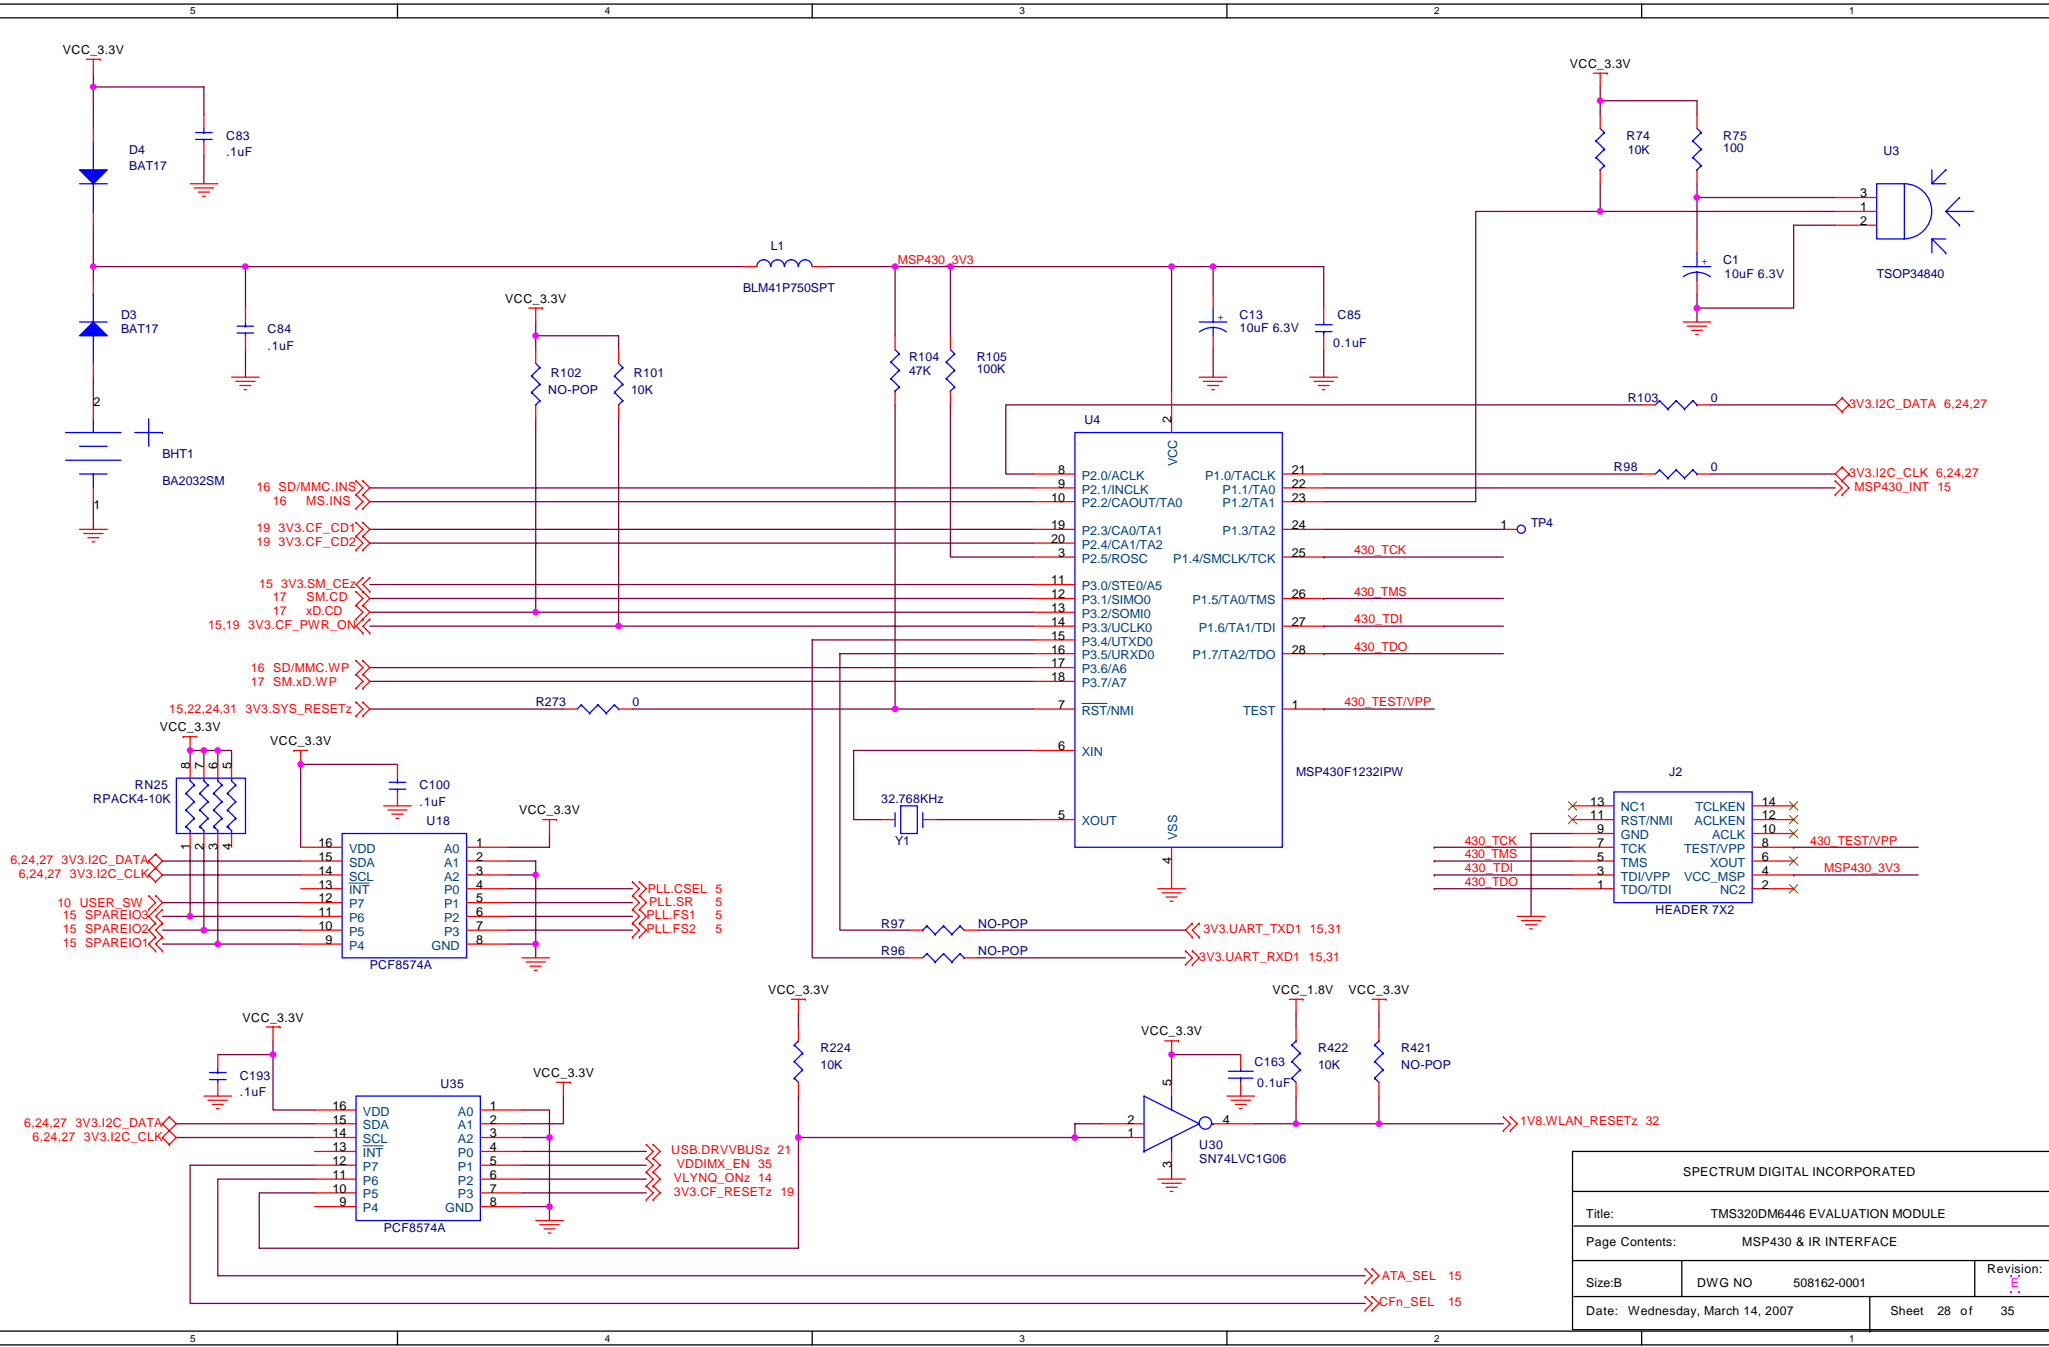 5
4
3
2
1
VCC_3.3V
C83
.1uF
D4
BAT17
D3
BAT17
C84
.1uF
2
BHT1
BA2032SM
1
L1
BLM41P750SPT
MSP430_3V3
VCC_3.3V
R102
NO-POP
R101
10K
R104
47K
R105
100K
C13
+
10uF 6.3V
C85
0.1uF
VCC_3.3V
R74
10K
R75
100
U3
3
1
2
TSOP34840
C1
+
10uF 6.3V
R103
0
3V3.I2C_DATA 6,24,27
R98
0
3V3.I2C_CLK 6,24,27
MSP430_INT 15
1
TP4
430_TCK
430_TMS
430_TDI
430_TDO
430_TEST/VPP
16 SD/MMC.INS
16 MS.INS
19 3V3.CF_CD1
19 3V3.CF_CD2
15 3V3.SM_CEz
17 SM.CD
17 xD.CD
15,19 3V3.CF_PWR_ON
16 SD/MMC.WP
17 SM.xD.WP
15,22,24,31 3V3.SYS_RESETz
R273
0
U4
2
VCC
8 P2.0/ACLK
9 P2.1/INCLK
10 P2.2/CAOUT/TA0
19 P2.3/CA0/TA1
20 P2.4/CA1/TA2
3 P2.5/ROSC
11 P3.0/STE0/A5
12 P3.1/SIMO0
13 P3.2/SOMI0
14 P3.3/UCLK0
15 P3.4/UTXD0
16 P3.5/URXD0
17 P3.6/A6
18 P3.7/A7
7 RST/NMI
6 XIN
5 XOUT
P1.0/TACLK 21
P1.1/TA0 22
P1.2/TA1 23
P1.3/TA2 24
P1.4/SMCLK/TCK 25
P1.5/TA0/TMS 26
P1.6/TA1/TDI 27
P1.7/TA2/TDO 28
TEST 1
VSS
4
MSP430F1232IPW
32.768KHz
Y1
VCC_3.3V
8 7 6 5
RN25
RPACK4-10K
1 2 3 4
VCC_3.3V
C100
.1uF
U18
VCC_3.3V
6,24,27 3V3.I2C_DATA
6,24,27 3V3.I2C_CLK
10 USER_SW
15 SPAREIO3
15 SPAREIO2
15 SPAREIO1
16 VDD A0 1
15 SDA A1 2
14 SCL A2 3
13 INT P0 4
12 P7 P1 5
11 P6 P2 6
10 P5 P3 7
9 P4 GND 8
PCF8574A
PLL.CSEL 5
PLL.SR 5
PLL.FS1 5
PLL.FS2 5
R97
NO-POP
3V3.UART_TXD1 15,31
R96
NO-POP
3V3.UART_RXD1 15,31
J2
13 NC1 TCLKEN 14
11 RST/NMI ACLKEN 12
9 GND ACLK 10
7 TCK TEST/VPP 8
5 TMS XOUT 6
3 TDI/VPP VCC_MSP 4
1 TDO/TDI NC2 2
HEADER 7X2
430_TCK
430_TMS
430_TDI
430_TDO
430_TEST/VPP
MSP430_3V3
VCC_3.3V
C193
.1uF
U35
VCC_3.3V
6,24,27 3V3.I2C_DATA
6,24,27 3V3.I2C_CLK
16 VDD A0 1
15 SDA A1 2
14 SCL A2 3
13 INT P0 4
12 P7 P1 5
11 P6 P2 6
10 P5 P3 7
9 P4 GND 8
PCF8574A
USB.DRVVBUSz 21
VDDIMX_EN 35
VLYNQ_ONz 14
3V3.CF_RESETz 19
VCC_3.3V
R224
10K
VCC_3.3V
C163
0.1uF
5
2
1
4
3
U30
SN74LVC1G06
VCC_1.8V
R422
10K
VCC_3.3V
R421
NO-POP
1V8.WLAN_RESETz 32
ATA_SEL 15
CFn_SEL 15
SPECTRUM DIGITAL INCORPORATED
Title: TMS320DM6446 EVALUATION MODULE
Page Contents: MSP430 & IR INTERFACE
Size:B DWG NO 508162-0001 Revision:
E
Date: Wednesday, March 14, 2007 Sheet 28 of 35
5
4
3
2
1